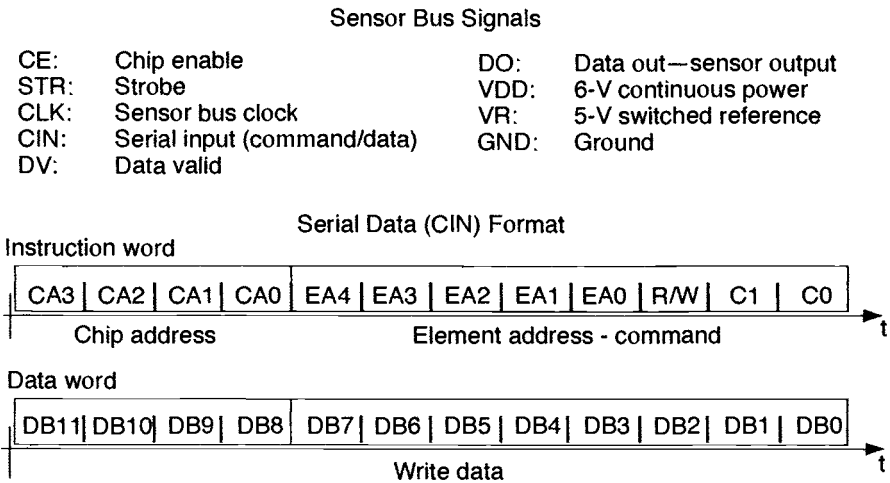 Sensor Bus Signals
CE: Chip enable
STR: Strobe
CLK: Sensor bus clock
CIN: Serial input (command/data)
DV: Data valid
DO: Data out—sensor output
VDD: 6-V continuous power
VR: 5-V switched reference
GND: Ground
Serial Data (CIN) Format
Instruction word
CA3 CA2 CA1 CA0 EA4 EA3 EA2 EA1 EA0 R/W C1 C0
Chip address Element address - command t
Data word
DB11 DB10 DB9 DB8 DB7 DB6 DB5 DB4 DB3 DB2 DB1 DB0
Write data t